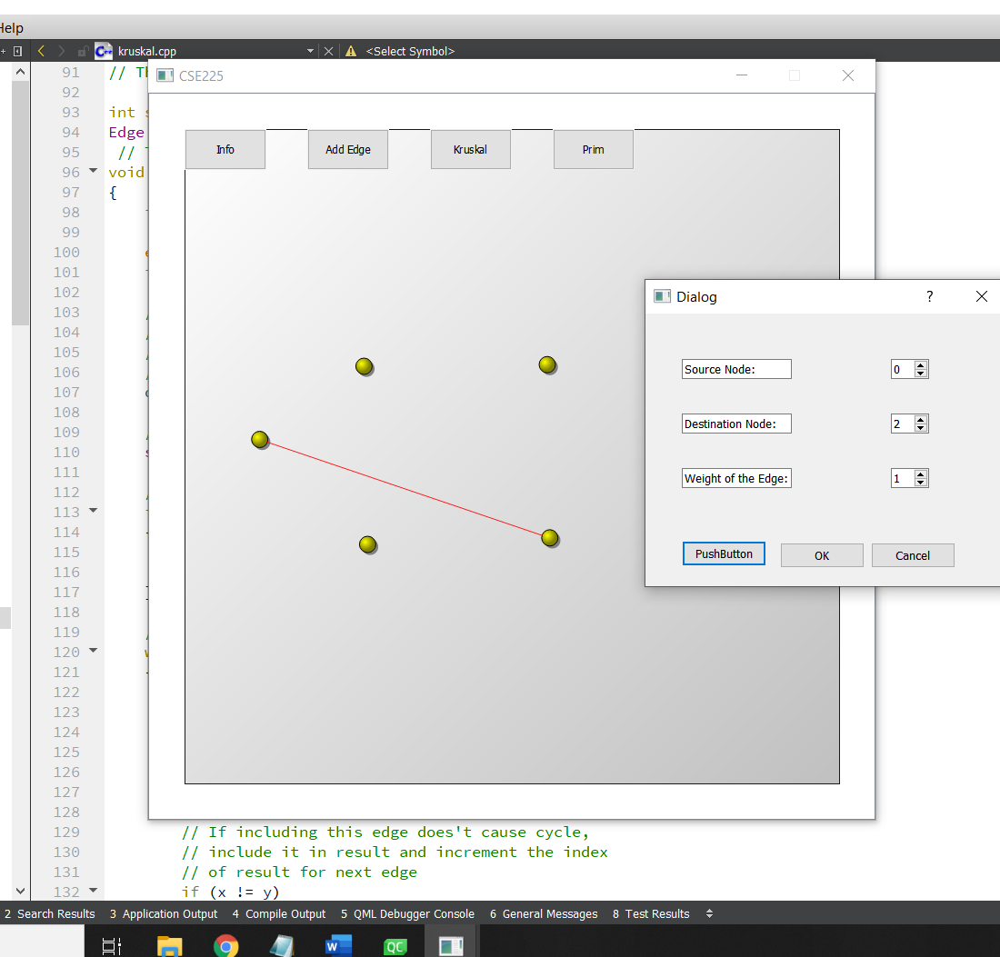 Help
kruskal.cpp
<Select Symbol>
CSE225
Info
Add Edge
Kruskal
Prim
Dialog
?
Source Node:
0
Destination Node:
2
Weight of the Edge:
1
PushButton
OK
Cancel
91 //
92
93 int
94 Edge
95 //
96 void
97 {
98
99
100
101
102
103
104
105
106
107
108
109
110
111
112
113
114
115
116
117
118
119
120
121
122
123
124
125
126
127
128
129 // If including this edge does't cause cycle,
130 // include it in result and increment the index
131 // of result for next edge
132 if (x != y)
2 Search Results 3 Application Output 4 Compile Output 5 QML Debugger Console 6 General Messages 8 Test Results
W
QC